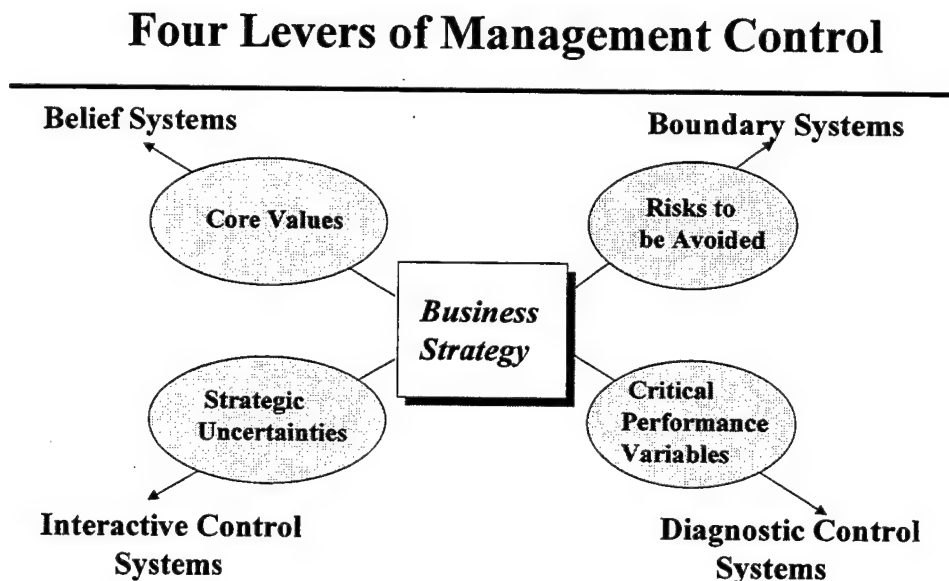 Four Levers of Management Control
Belief Systems
Boundary Systems
Core Values
Risks to
be Avoided
Business
Strategy
Strategic
Uncertainties
Critical
Performance
Variables
Interactive Control
Systems
Diagnostic Control
Systems